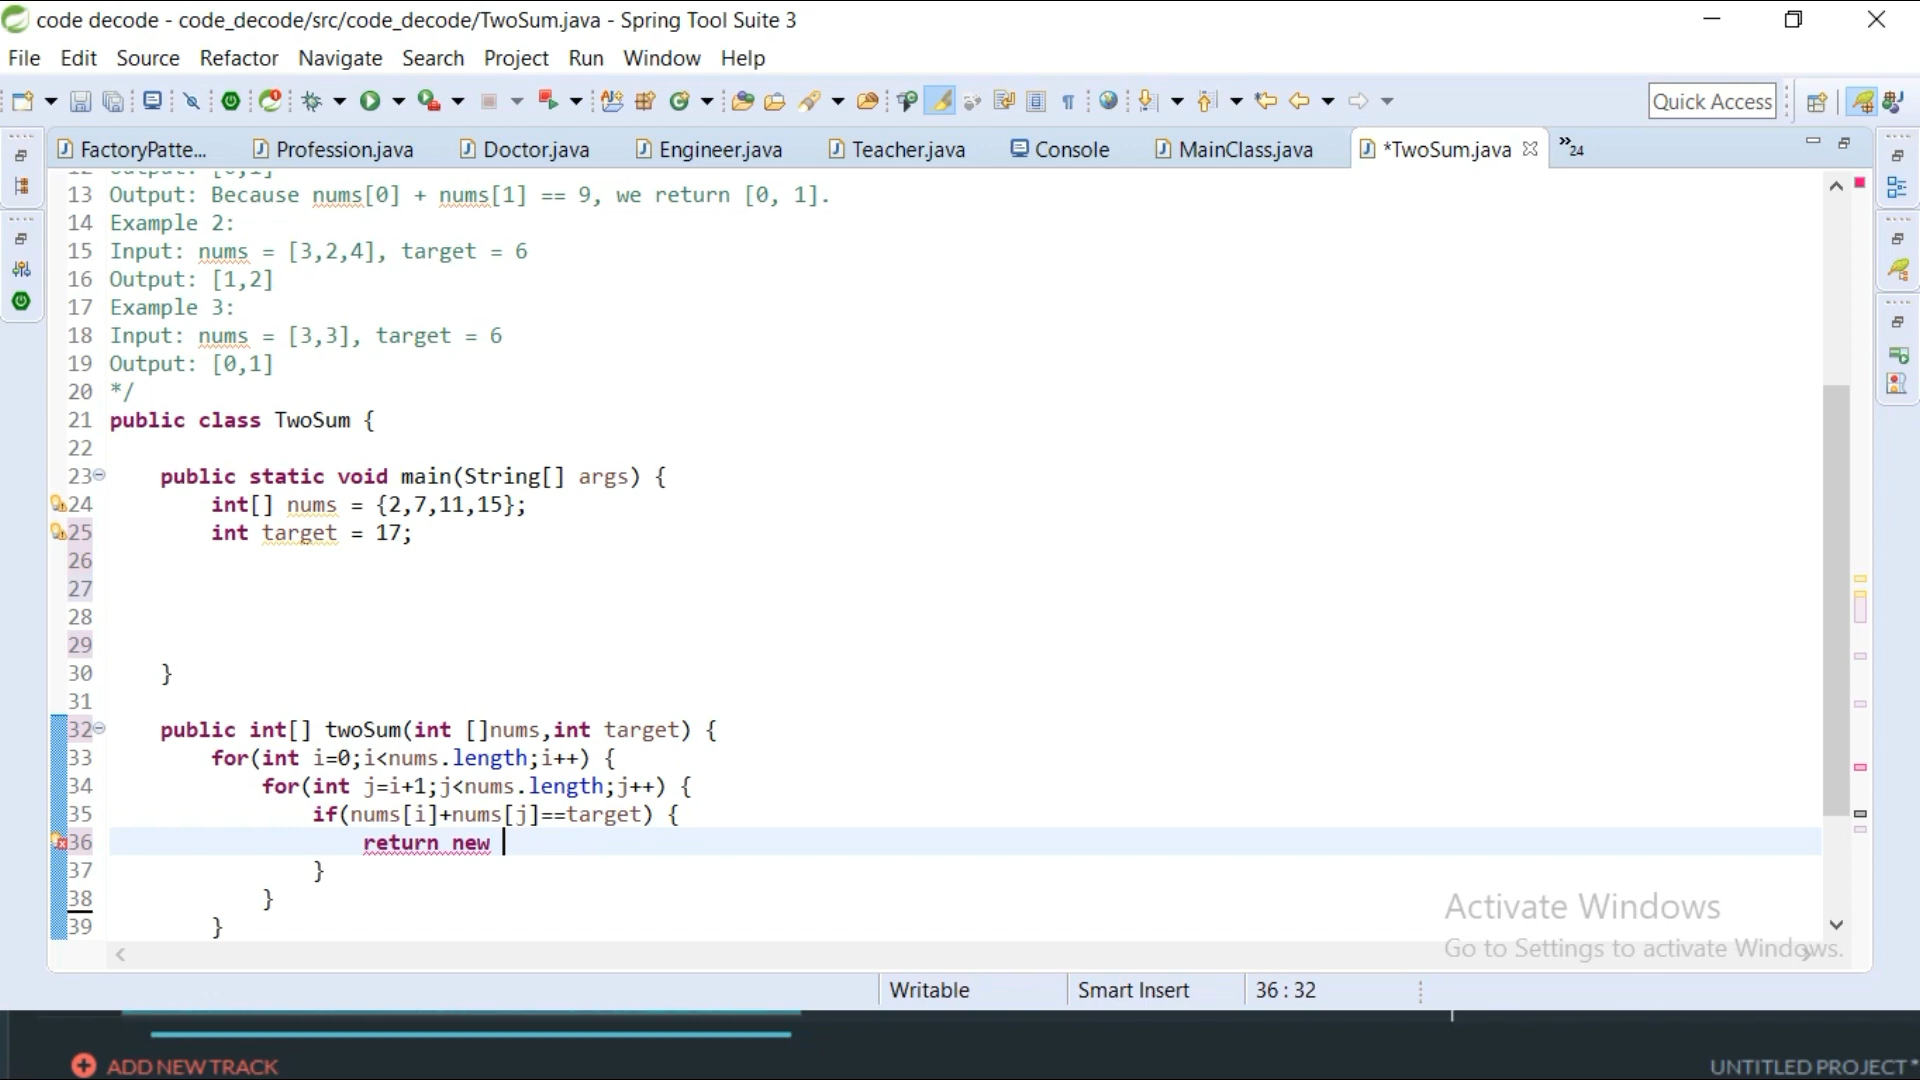 code decode - code_decode/src/code_decode/TwoSum.java - Spring Tool Suite 3
File Edit Source Refactor Navigate Search Project Run Window Help
Quick Access
FactoryPatte... Profession.java Doctor.java Engineer.java Teacher.java Console MainClass.java *TwoSum.java »24
12 Output: [0,1]
13 Output: Because nums[0] + nums[1] == 9, we return [0, 1].
14 Example 2:
15 Input: nums = [3,2,4], target = 6
16 Output: [1,2]
17 Example 3:
18 Input: nums = [3,3], target = 6
19 Output: [0,1]
20 */
21 public class TwoSum {
22
23 public static void main(String[] args) {
24 int[] nums = {2,7,11,15};
25 int target = 17;
26
27
28
29
30 }
31
32 public int[] twoSum(int []nums,int target) {
33 for(int i=0;i<nums.length;i++) {
34 for(int j=i+1;j<nums.length;j++) {
35 if(nums[i]+nums[j]==target) {
36 return new
37 }
38 }
39 }
Activate Windows
Go to Settings to activate Windows.
Writable Smart Insert 36 : 32
ADD NEW TRACK UNTITLED PROJECT*